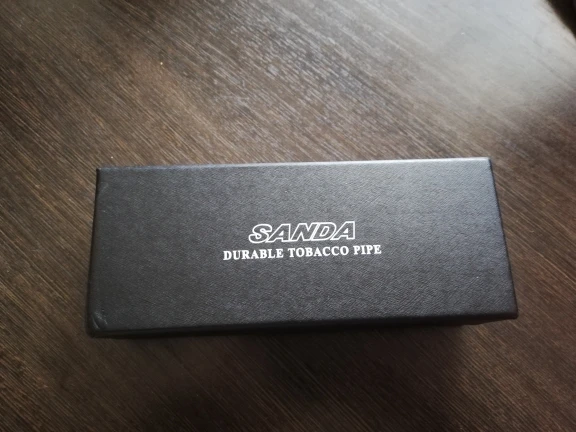 SANDA
DURABLE TOBACCO PIPE